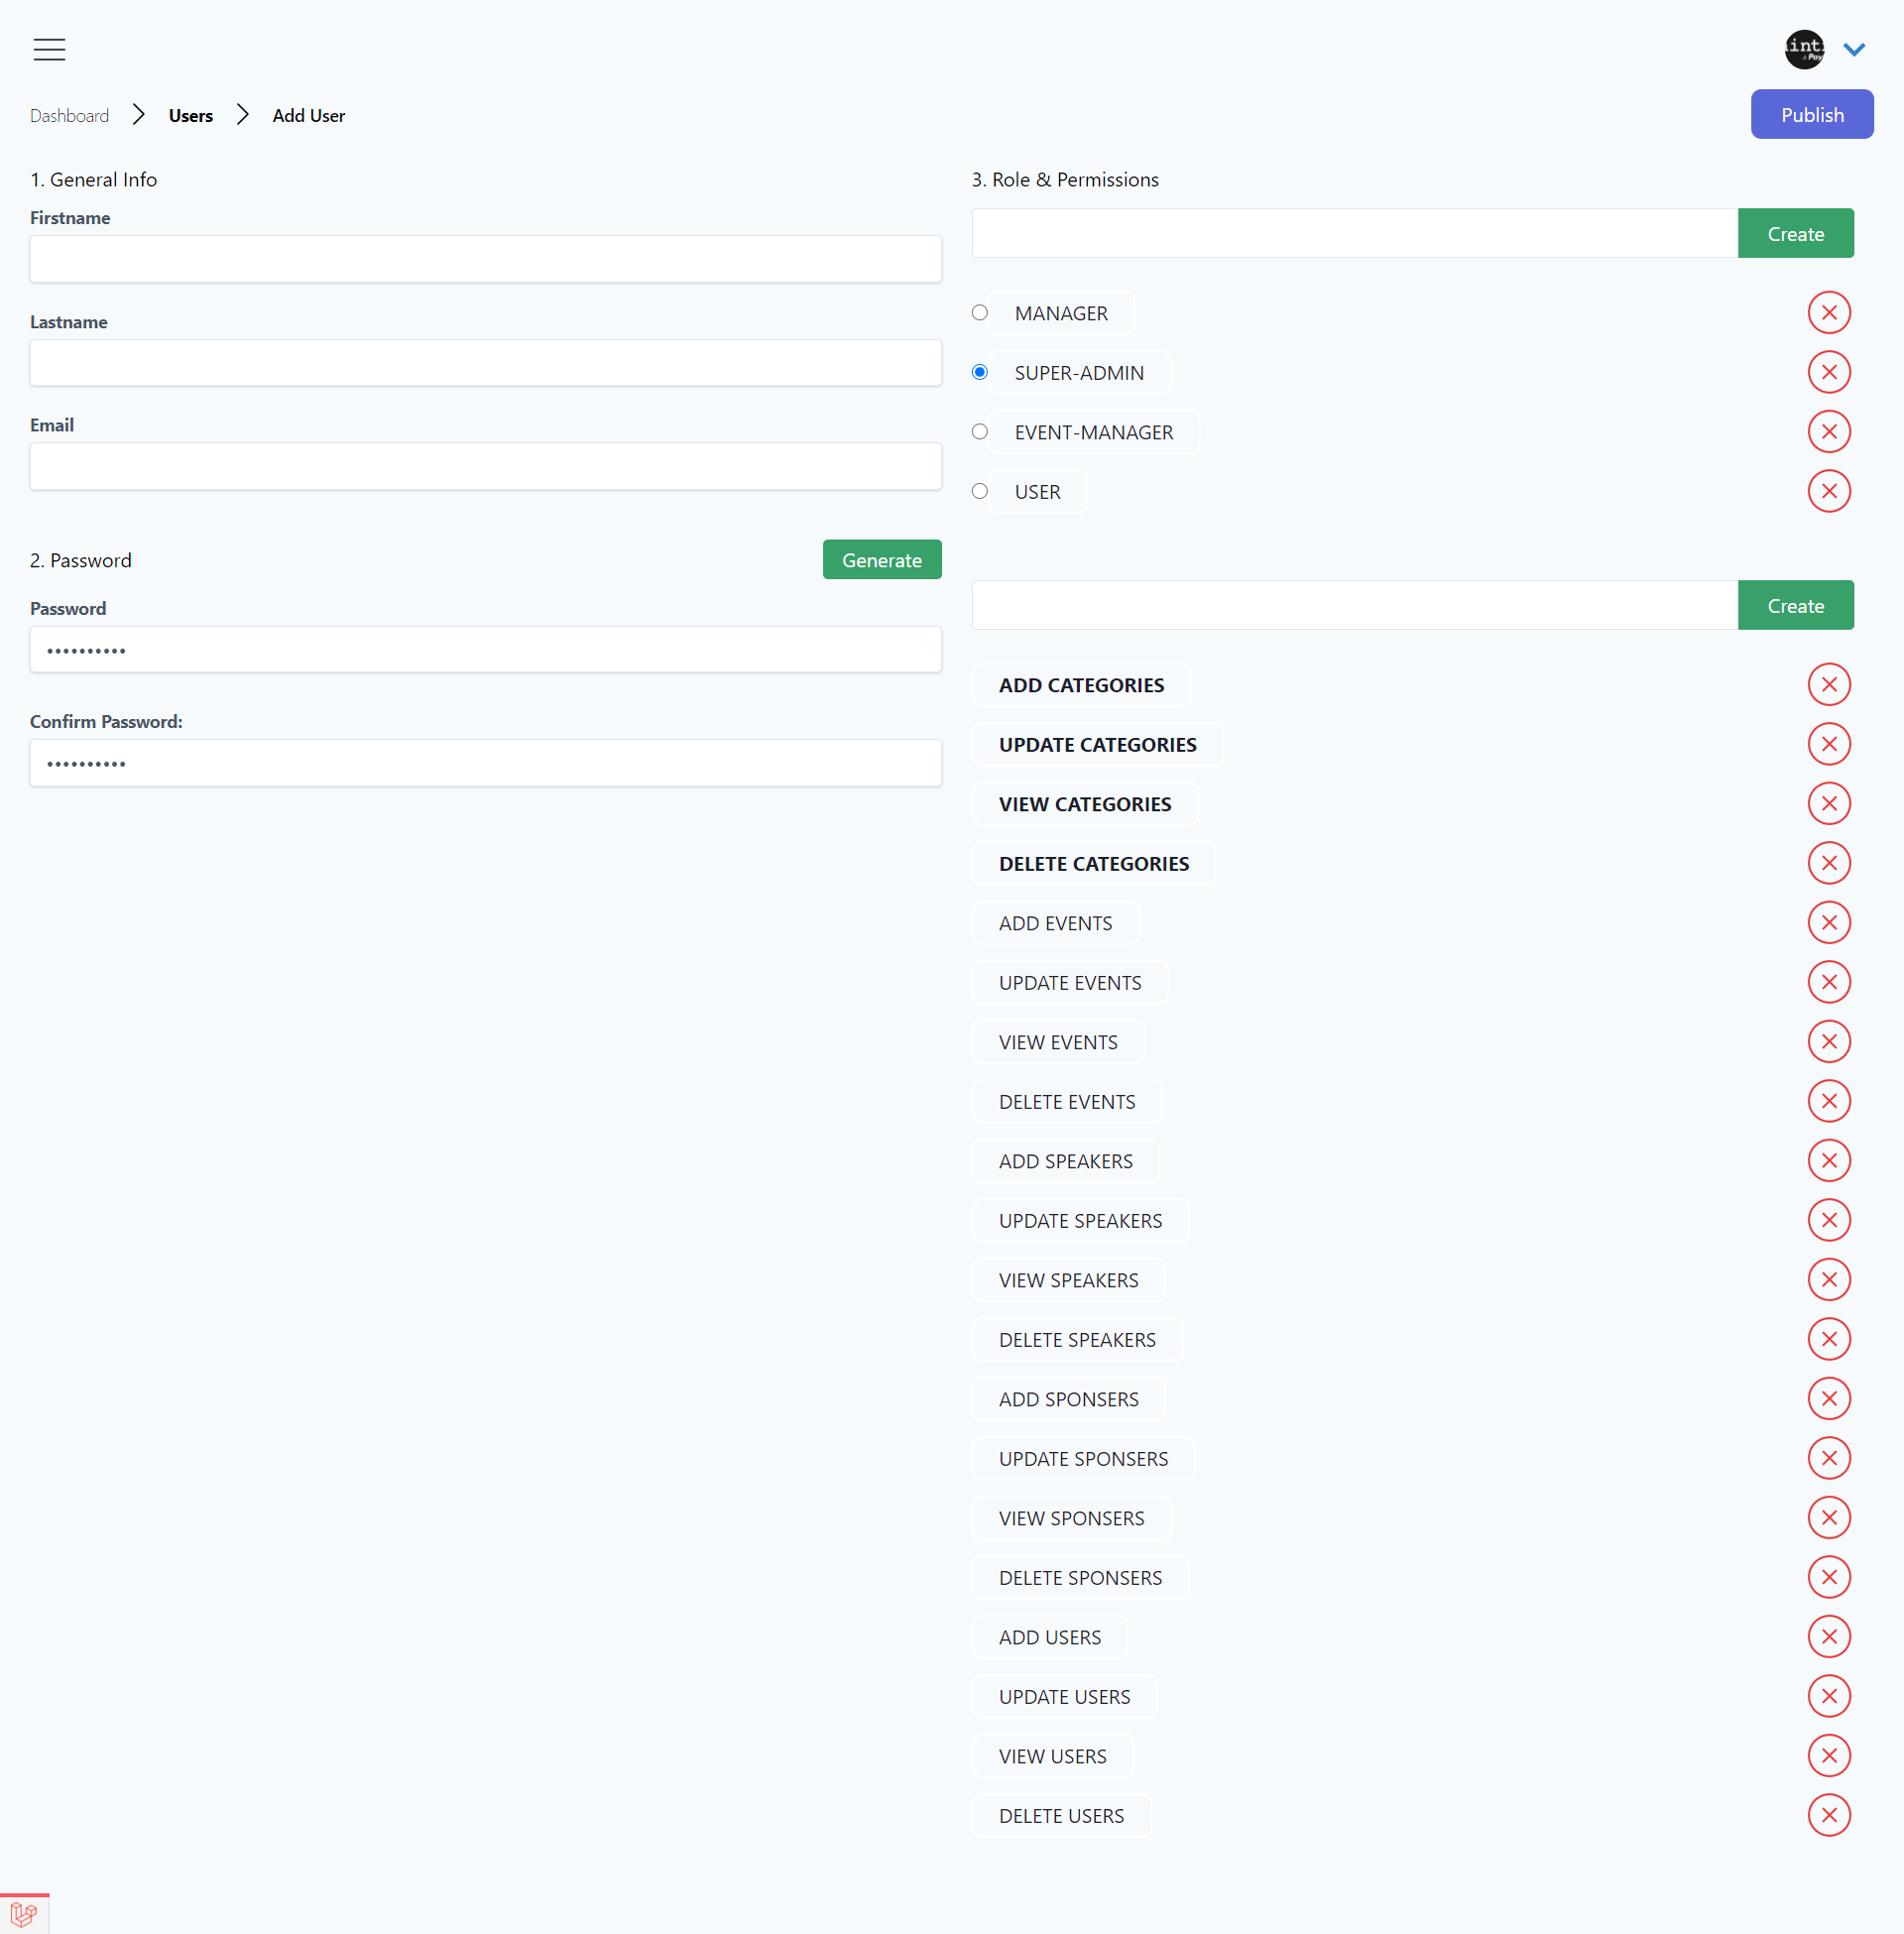 Dashboard
Users
Add User
Publish
1. General Info
Firstname
Lastname
Email
2. Password
Generate
Password
••••••••••
Confirm Password:
••••••••••
3. Role & Permissions
Create
MANAGER
SUPER-ADMIN
EVENT-MANAGER
USER
Create
ADD CATEGORIES
UPDATE CATEGORIES
VIEW CATEGORIES
DELETE CATEGORIES
ADD EVENTS
UPDATE EVENTS
VIEW EVENTS
DELETE EVENTS
ADD SPEAKERS
UPDATE SPEAKERS
VIEW SPEAKERS
DELETE SPEAKERS
ADD SPONSERS
UPDATE SPONSERS
VIEW SPONSERS
DELETE SPONSERS
ADD USERS
UPDATE USERS
VIEW USERS
DELETE USERS